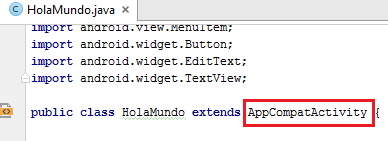 HolaMundo.java ×
import android.view.MenuItem;
import android.widget.Button;
import android.widget.EditText;
import android.widget.TextView;
public class HolaMundo extends AppCompatActivity {